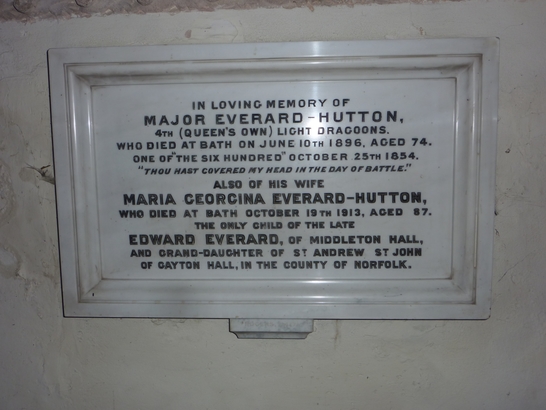 IN LOVING MEMORY OF
MAJOR EVERARD-HUTTON,
4TH (QUEEN'S OWN) LIGHT DRAGOONS.
WHO DIED AT BATH ON JUNE 10TH 1896, AGED 74.
ONE OF "THE SIX HUNDRED" OCTOBER 25TH 1854.
"THOU HAST COVERED MY HEAD IN THE DAY OF BATTLE."
ALSO OF HIS WIFE
MARIA GEORGINA EVERARD-HUTTON,
WHO DIED AT BATH OCTOBER 19TH 1913, AGED 87.
THE ONLY CHILD OF THE LATE
EDWARD EVERARD, OF MIDDLETON HALL,
AND GRAND-DAUGHTER OF ST ANDREW ST JOHN
OF GAYTON HALL, IN THE COUNTY OF NORFOLK.